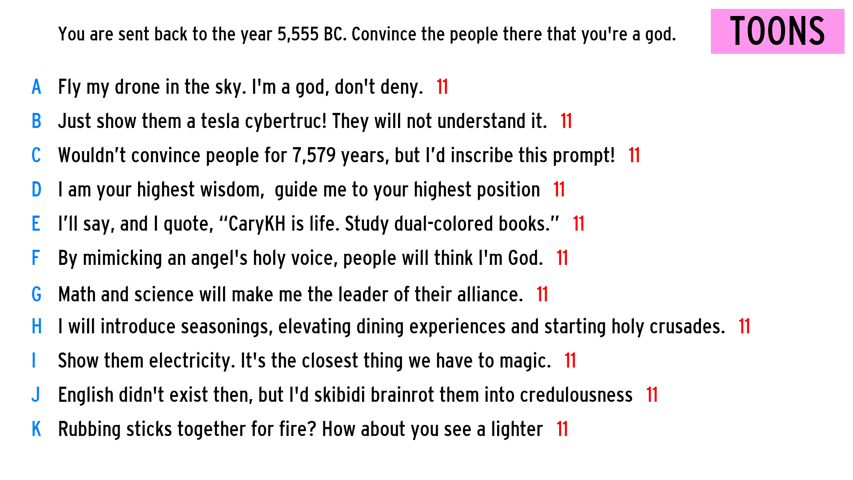 You are sent back to the year 5,555 BC. Convince the people there that you're a god.
TOONS
A Fly my drone in the sky. I'm a god, don't deny. 11
B Just show them a tesla cybertruc! They will not understand it. 11
C Wouldn’t convince people for 7,579 years, but I’d inscribe this prompt! 11
D I am your highest wisdom, guide me to your highest position 11
E I’ll say, and I quote, “CaryKH is life. Study dual-colored books.” 11
F By mimicking an angel's holy voice, people will think I'm God. 11
G Math and science will make me the leader of their alliance. 11
H I will introduce seasonings, elevating dining experiences and starting holy crusades. 11
I Show them electricity. It's the closest thing we have to magic. 11
J English didn't exist then, but I'd skibidi brainrot them into credulousness 11
K Rubbing sticks together for fire? How about you see a lighter 11